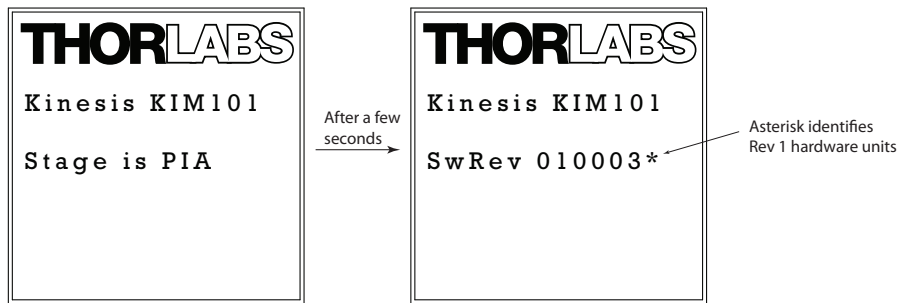 THORLABS
Kinesis KIM101
Stage is PIA
After a few
seconds
THORLABS
Kinesis KIM101
SwRev 010003*
Asterisk identifies
Rev 1 hardware units